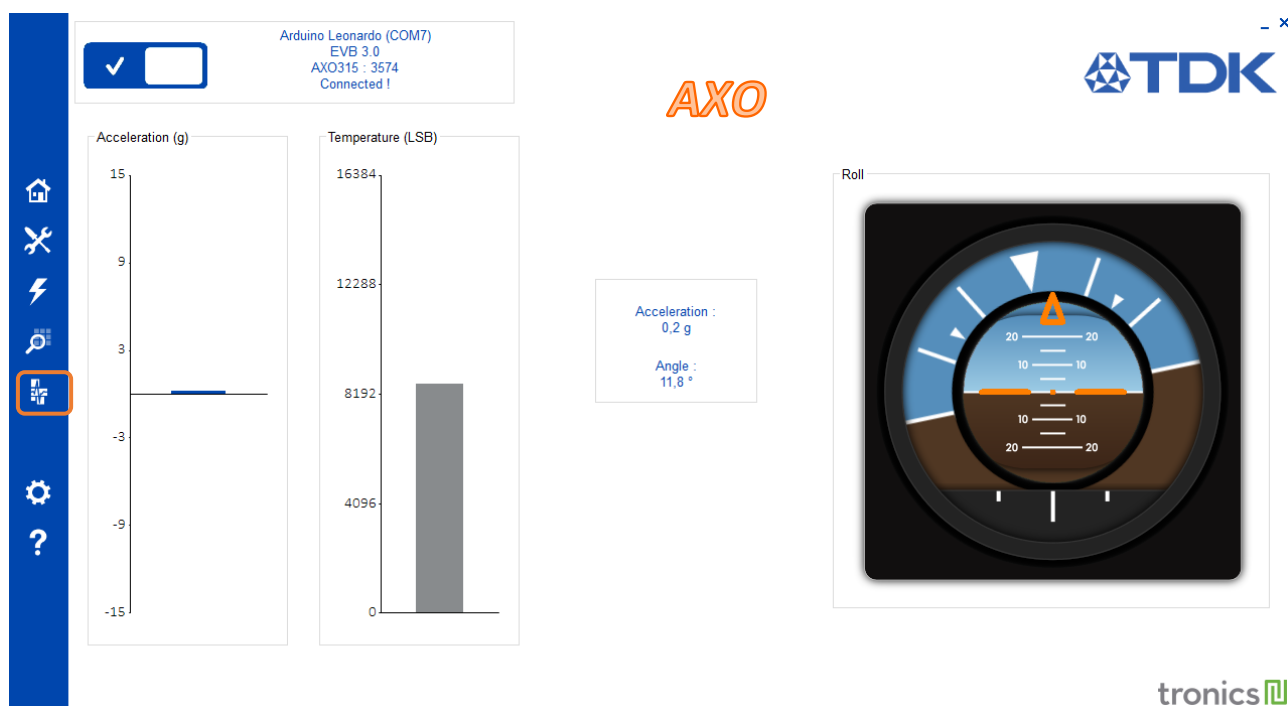 Arduino Leonardo (COM7)
EVB 3.0
AXO315 : 3574
Connected !
AXO
TDK
Acceleration (g)
15
9
3
-3
-9
-15
Temperature (LSB)
16384
12288
8192
4096
0
Acceleration :
0,2 g
Angle :
11,8 °
Roll
20 20
10 10
10 10
20 20
?
tronics